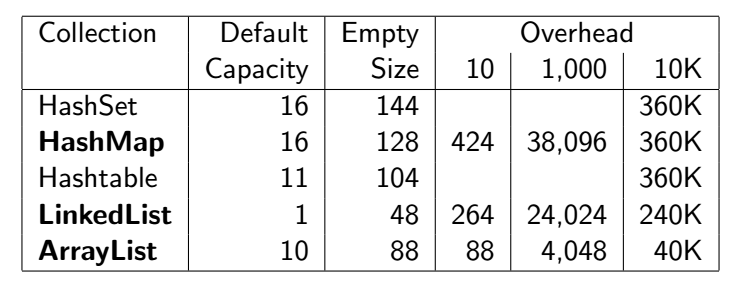 Collection Default Empty Overhead
Capacity Size 10 1,000 10K
HashSet 16 144 360K
HashMap 16 128 424 38,096 360K
Hashtable 11 104 360K
LinkedList 1 48 264 24,024 240K
ArrayList 10 88 88 4,048 40K